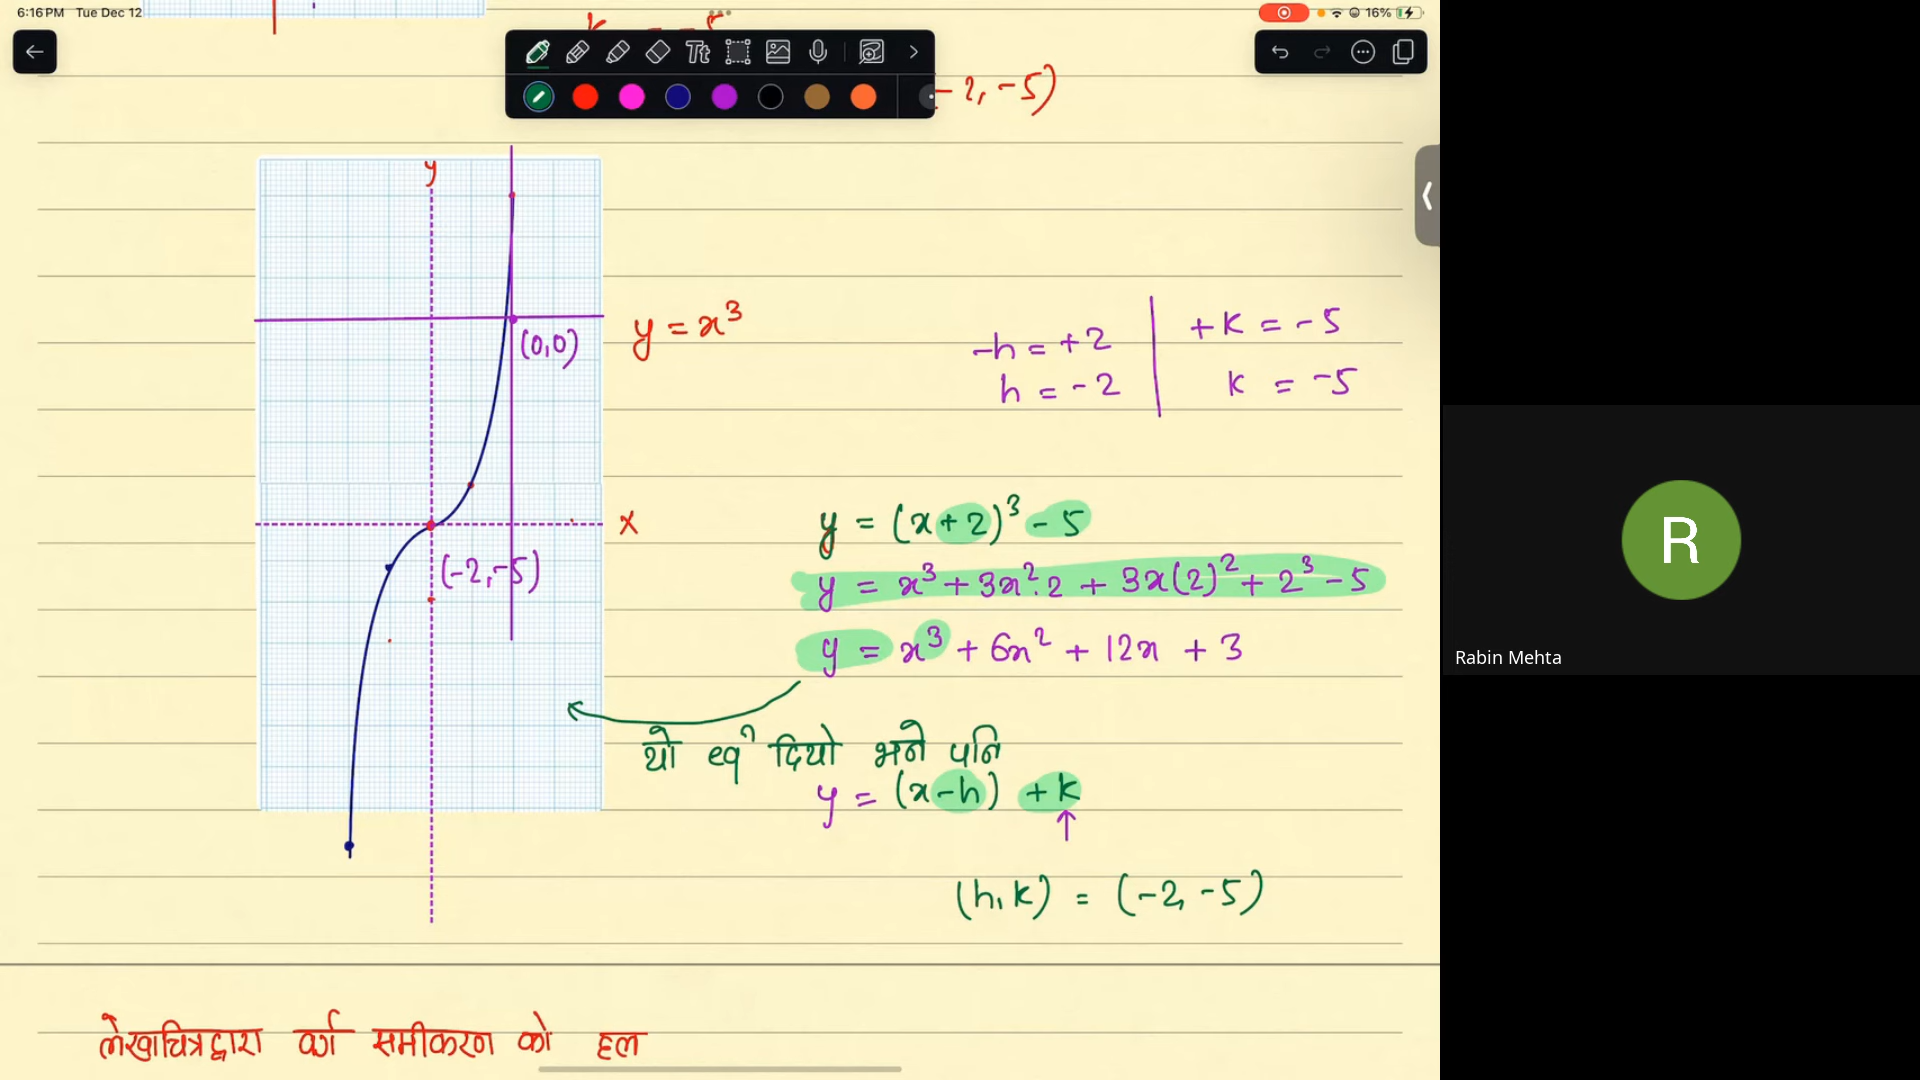 6:16 PM Tue Dec 12
16%
Tt
-2, -5)
y
(0,0)
y = x³
-h = +2
h = -2
+k = -5
k = -5
x
(-2,-5)
y = (x+2)³ - 5
y = x³ + 3x².2 + 3x(2)² + 2³ - 5
y = x³ + 6x² + 12x + 3
यो eqⁿ दियो भने पनि
y = (x-h) + k
(h,k) = (-2, -5)
लेखाचित्रद्वारा वर्ग समीकरण को हल
R
Rabin Mehta